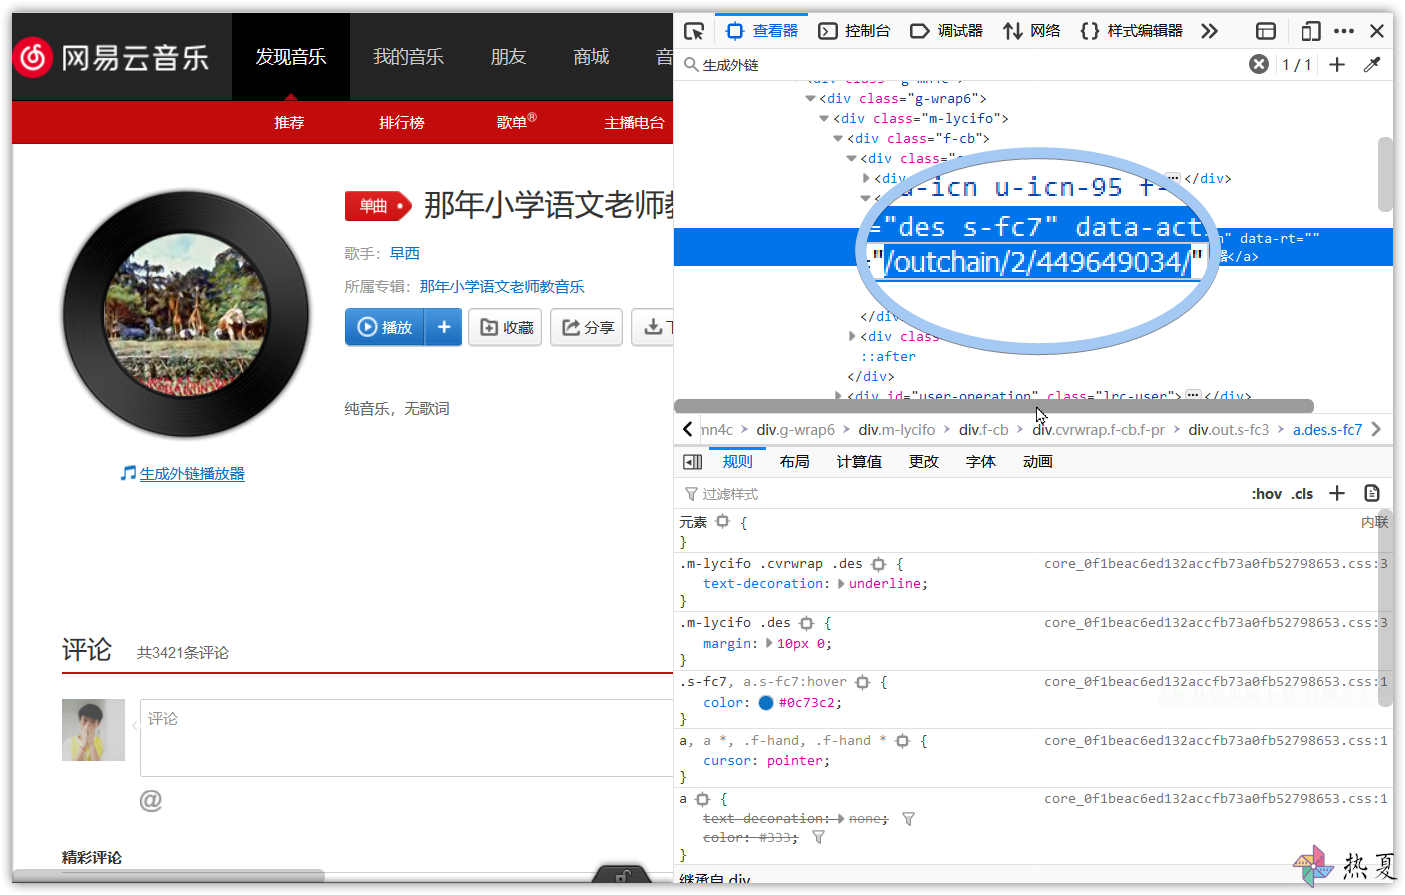 网易云音乐
发现音乐
我的音乐
朋友
商城
音
推荐
排行榜
歌单®
主播电台
单曲
那年小学语文老师教
歌手：早西
所属专辑：那年小学语文老师教音乐
播放
+
收藏
分享
纯音乐，无歌词
生成外链播放器
评论 共3421条评论
评论
@
精彩评论
查看器
控制台
调试器
网络
{} 样式编辑器
生成外链
1 / 1
<div class="g-wrap6">
<div class="m-lycifo">
<div class="f-cb">
<div class=
<div </div>
u-icn u-icn-95 f-
="des s-fc7" data-act
n" data-rt=""
"/outchain/2/449649034/"
器</a>
</div>
<div clas
::after
</div>
<div id="user-operation" class="lrc-user"> </div>
mn4c > div.g-wrap6 > div.m-lycifo > div.f-cb > div.cvrwrap.f-cb.f-pr > div.out.s-fc3 > a.des.s-fc7
规则 布局 计算值 更改 字体 动画
过滤样式 :hov .cls +
元素 { 内联
}
.m-lycifo .cvrwrap .des { core_0f1beac6ed132accfb73a0fb52798653.css:3
text-decoration: underline;
}
.m-lycifo .des { core_0f1beac6ed132accfb73a0fb52798653.css:3
margin: 10px 0;
}
.s-fc7, a.s-fc7:hover { core_0f1beac6ed132accfb73a0fb52798653.css:1
color: #0c73c2;
}
a, a *, .f-hand, .f-hand * { core_0f1beac6ed132accfb73a0fb52798653.css:1
cursor: pointer;
}
a { core_0f1beac6ed132accfb73a0fb52798653.css:1
text-decoration: none;
color: #333;
}
继承自 div
热夏